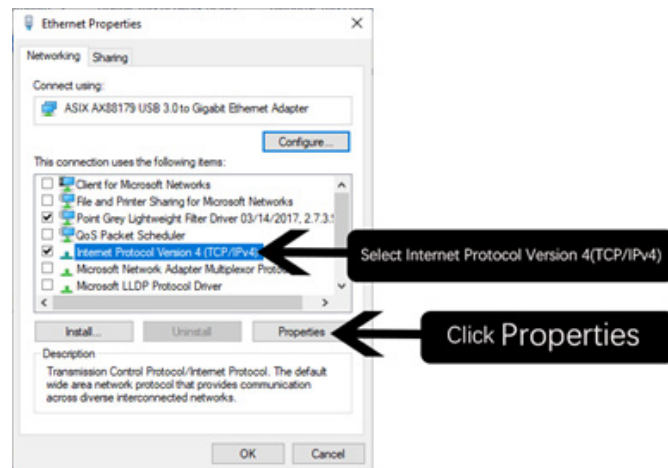 Ethernet Properties
Networking Sharing
Connect using:
ASIX AX88179 USB 3.0 to Gigabit Ethernet Adapter
Configure...
This connection uses the following items:
Client for Microsoft Networks
File and Printer Sharing for Microsoft Networks
Point Grey Lightweight Filter Driver 03/14/2017, 2.7.3.
QoS Packet Scheduler
Internet Protocol Version 4 (TCP/IPv4)
Select Internet Protocol Version 4(TCP/IPv4)
Microsoft Network Adapter Multiplexor
Microsoft LLDP Protocol Driver
Install... Uninstall Properties
Click Properties
Description
Transmission Control Protocol/Internet Protocol. The default
wide area network protocol that provides communication
across diverse interconnected networks.
OK Cancel